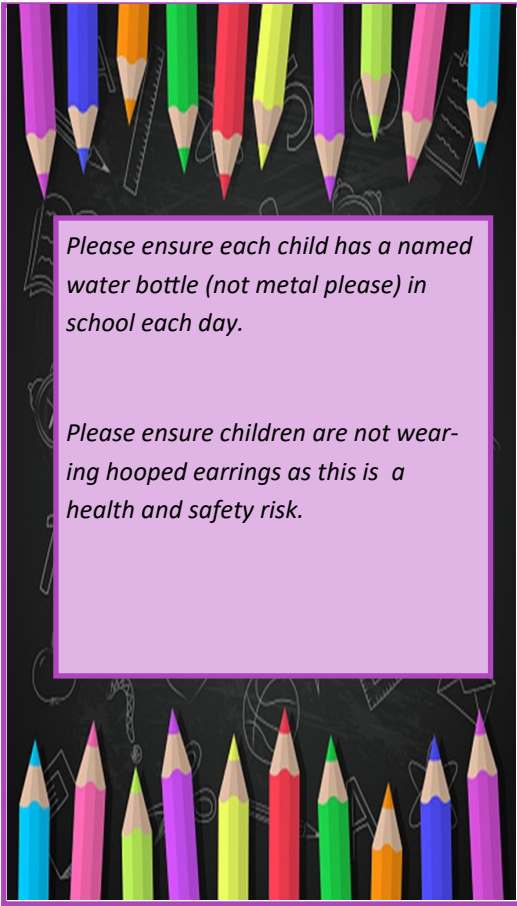 Please ensure each child has a named
water bottle (not metal please) in
school each day.
Please ensure children are not wear-
ing hooped earrings as this is  a
health and safety risk.